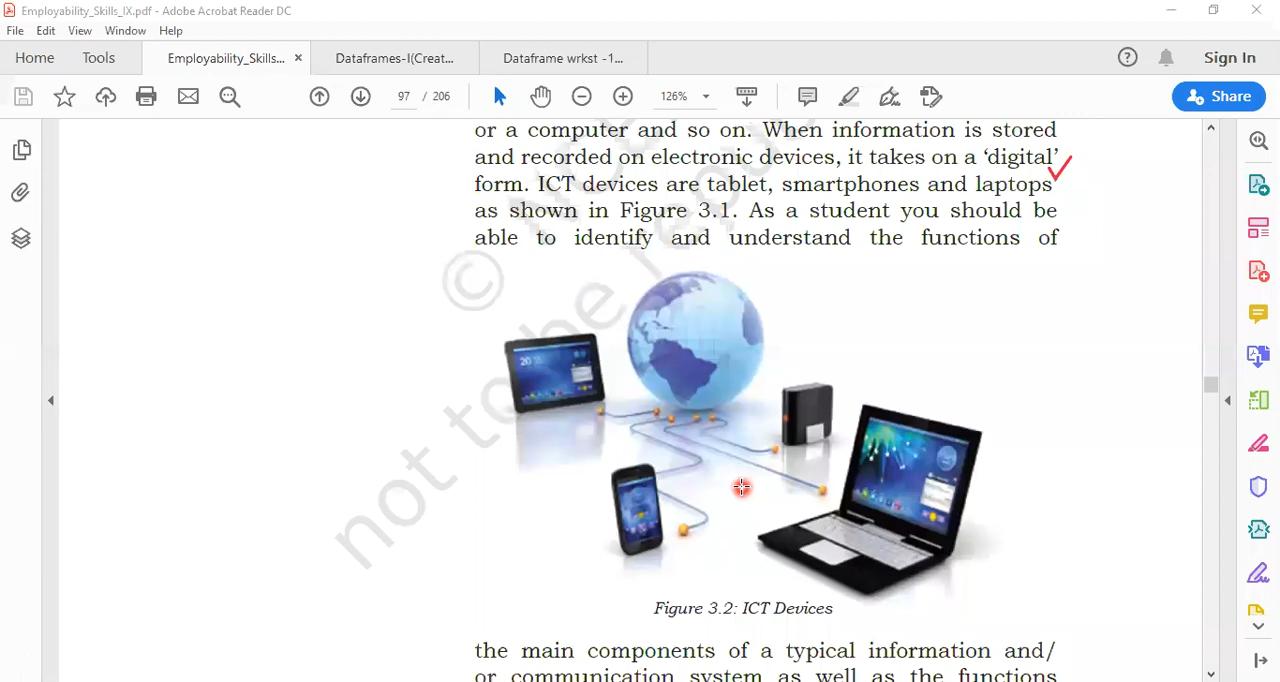 Employability_Skills_IX.pdf - Adobe Acrobat Reader DC
File Edit View Window Help
Home Tools Employability_Skills... × Dataframes-I(Creat... Dataframe wrkst -1... Sign In
97 / 206 126% Share
or a computer and so on. When information is stored
and recorded on electronic devices, it takes on a ‘digital’
form. ICT devices are tablet, smartphones and laptops
as shown in Figure 3.1. As a student you should be
able to identify and understand the functions of
© N
not to be repu
20
Figure 3.2: ICT Devices
the main components of a typical information and/
or communication system as well as the functions